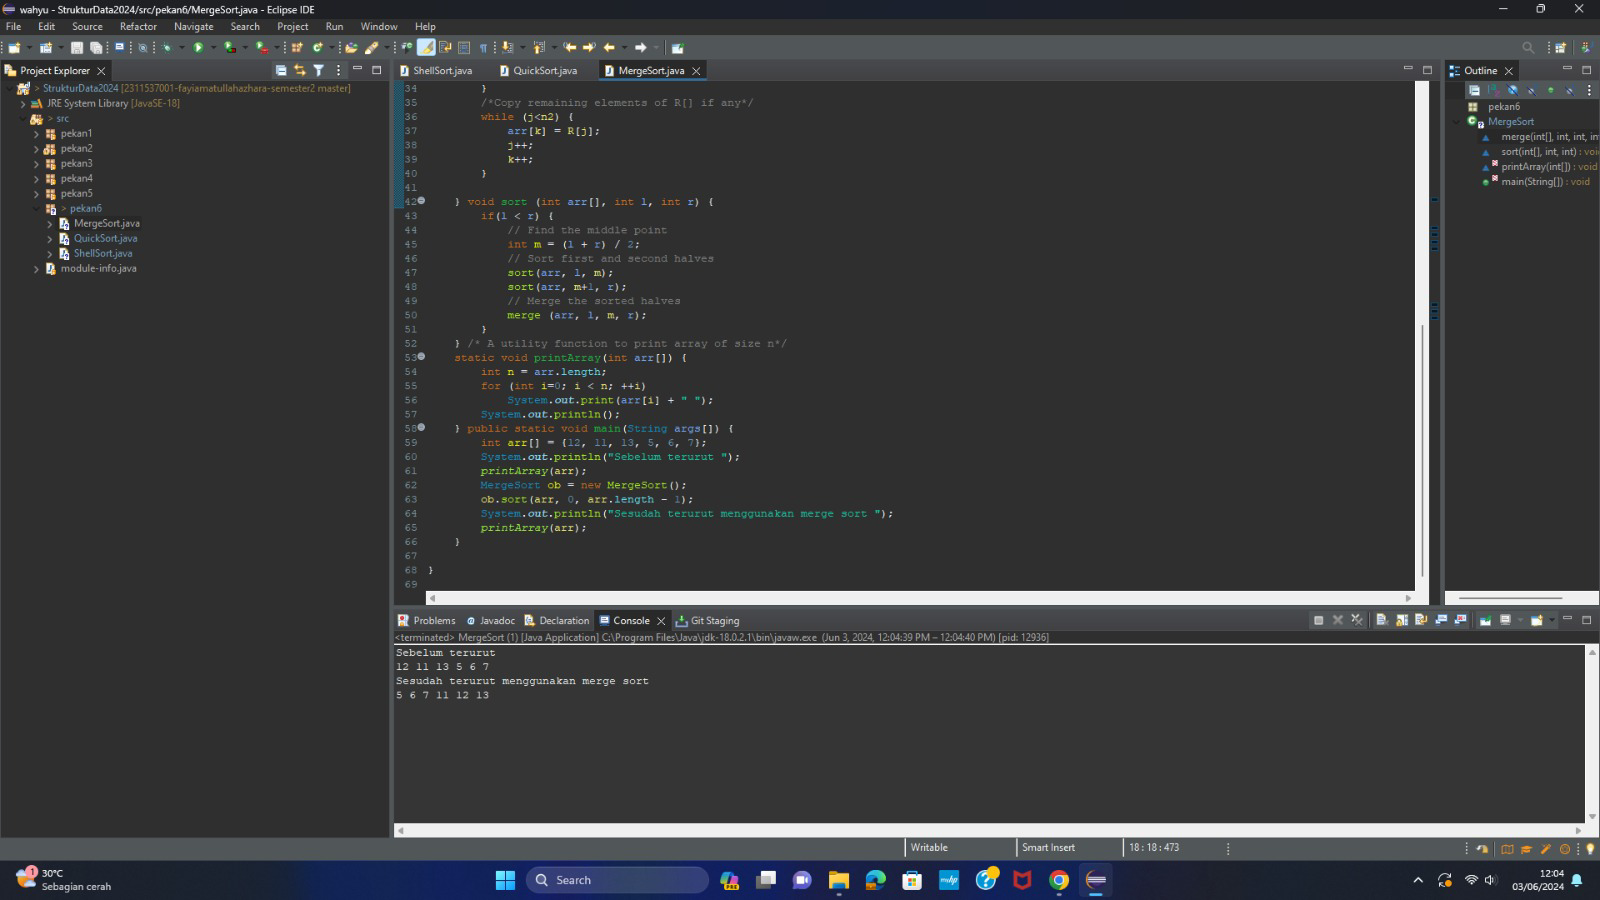 wahyu - StrukturData2024/src/pekan6/MergeSort.java - Eclipse IDE
File Edit Source Refactor Navigate Search Project Run Window Help
Project Explorer
StrukturData2024 [2311537001-fayiamatullahazhara-semester2 master]
JRE System Library [JavaSE-18]
> src
pekan1
pekan2
pekan3
pekan4
pekan5
> pekan6
MergeSort.java
QuickSort.java
ShellSort.java
module-info.java
ShellSort.java QuickSort.java MergeSort.java
34 }
35 /*Copy remaining elements of R[] if any*/
36 while (j<n2) {
37 arr[k] = R[j];
38 j++;
39 k++;
40 }
41
42 } void sort (int arr[], int l, int r) {
43 if(l < r) {
44 // Find the middle point
45 int m = (l + r) / 2;
46 // Sort first and second halves
47 sort(arr, l, m);
48 sort(arr, m+1, r);
49 // Merge the sorted halves
50 merge (arr, l, m, r);
51 }
52 } /* A utility function to print array of size n*/
53 static void printArray(int arr[]) {
54 int n = arr.length;
55 for (int i=0; i < n; ++i)
56 System.out.print(arr[i] + " ");
57 System.out.println();
58 } public static void main(String args[]) {
59 int arr[] = {12, 11, 13, 5, 6, 7};
60 System.out.println("Sebelum terurut ");
61 printArray(arr);
62 MergeSort ob = new MergeSort();
63 ob.sort(arr, 0, arr.length - 1);
64 System.out.println("Sesudah terurut menggunakan merge sort ");
65 printArray(arr);
66 }
67
68 }
69
Outline
pekan6
MergeSort
merge(int[], int, int, in
sort(int[], int, int) : voi
printArray(int[]) : void
main(String[]) : void
Problems Javadoc Declaration Console Git Staging
<terminated> MergeSort (1) [Java Application] C:\Program Files\Java\jdk-18.0.2.1\bin\javaw.exe (Jun 3, 2024, 12:04:39 PM – 12:04:40 PM) [pid: 12936]
Sebelum terurut
12 11 13 5 6 7
Sesudah terurut menggunakan merge sort
5 6 7 11 12 13
Writable Smart Insert 18 : 18 : 473
1
30°C
Sebagian cerah
Search
PRE
12:04
03/06/2024